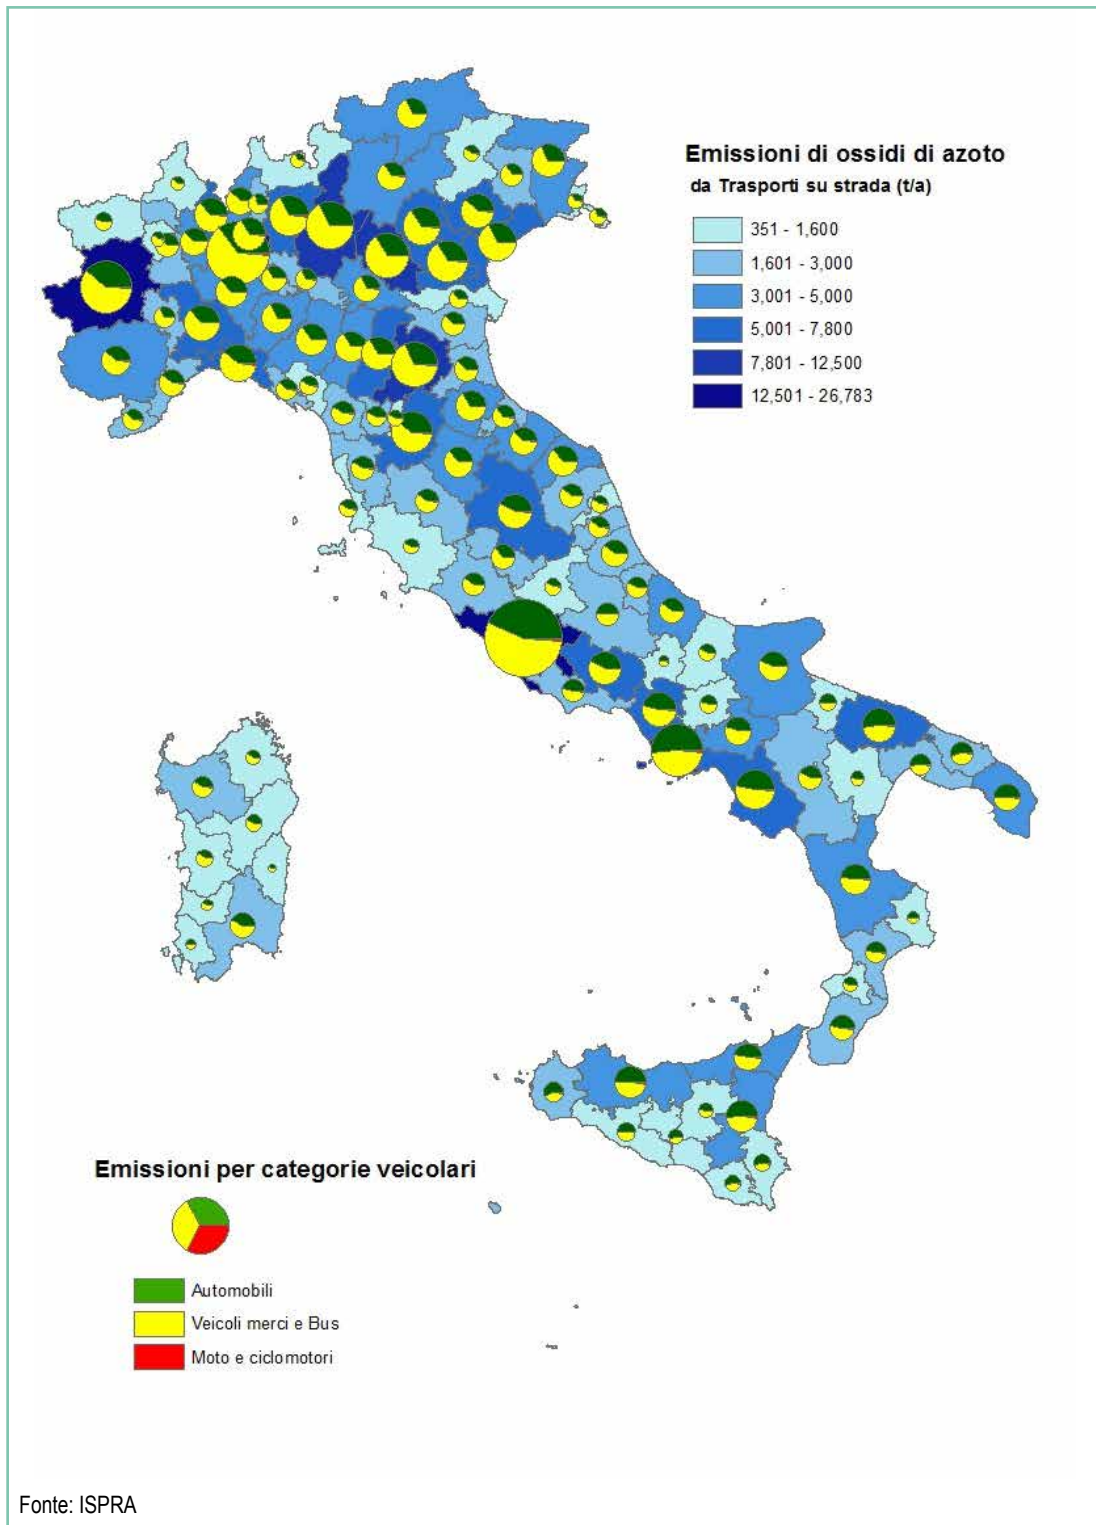 Emissioni di ossidi di azoto
da Trasporti su strada (t/a)
351 - 1,600
1,601 - 3,000
3,001 - 5,000
5,001 - 7,800
7,801 - 12,500
12,501 - 26,783
Emissioni per categorie veicolari
Automobili
Veicoli merci e Bus
Moto e ciclomotori
Fonte: ISPRA